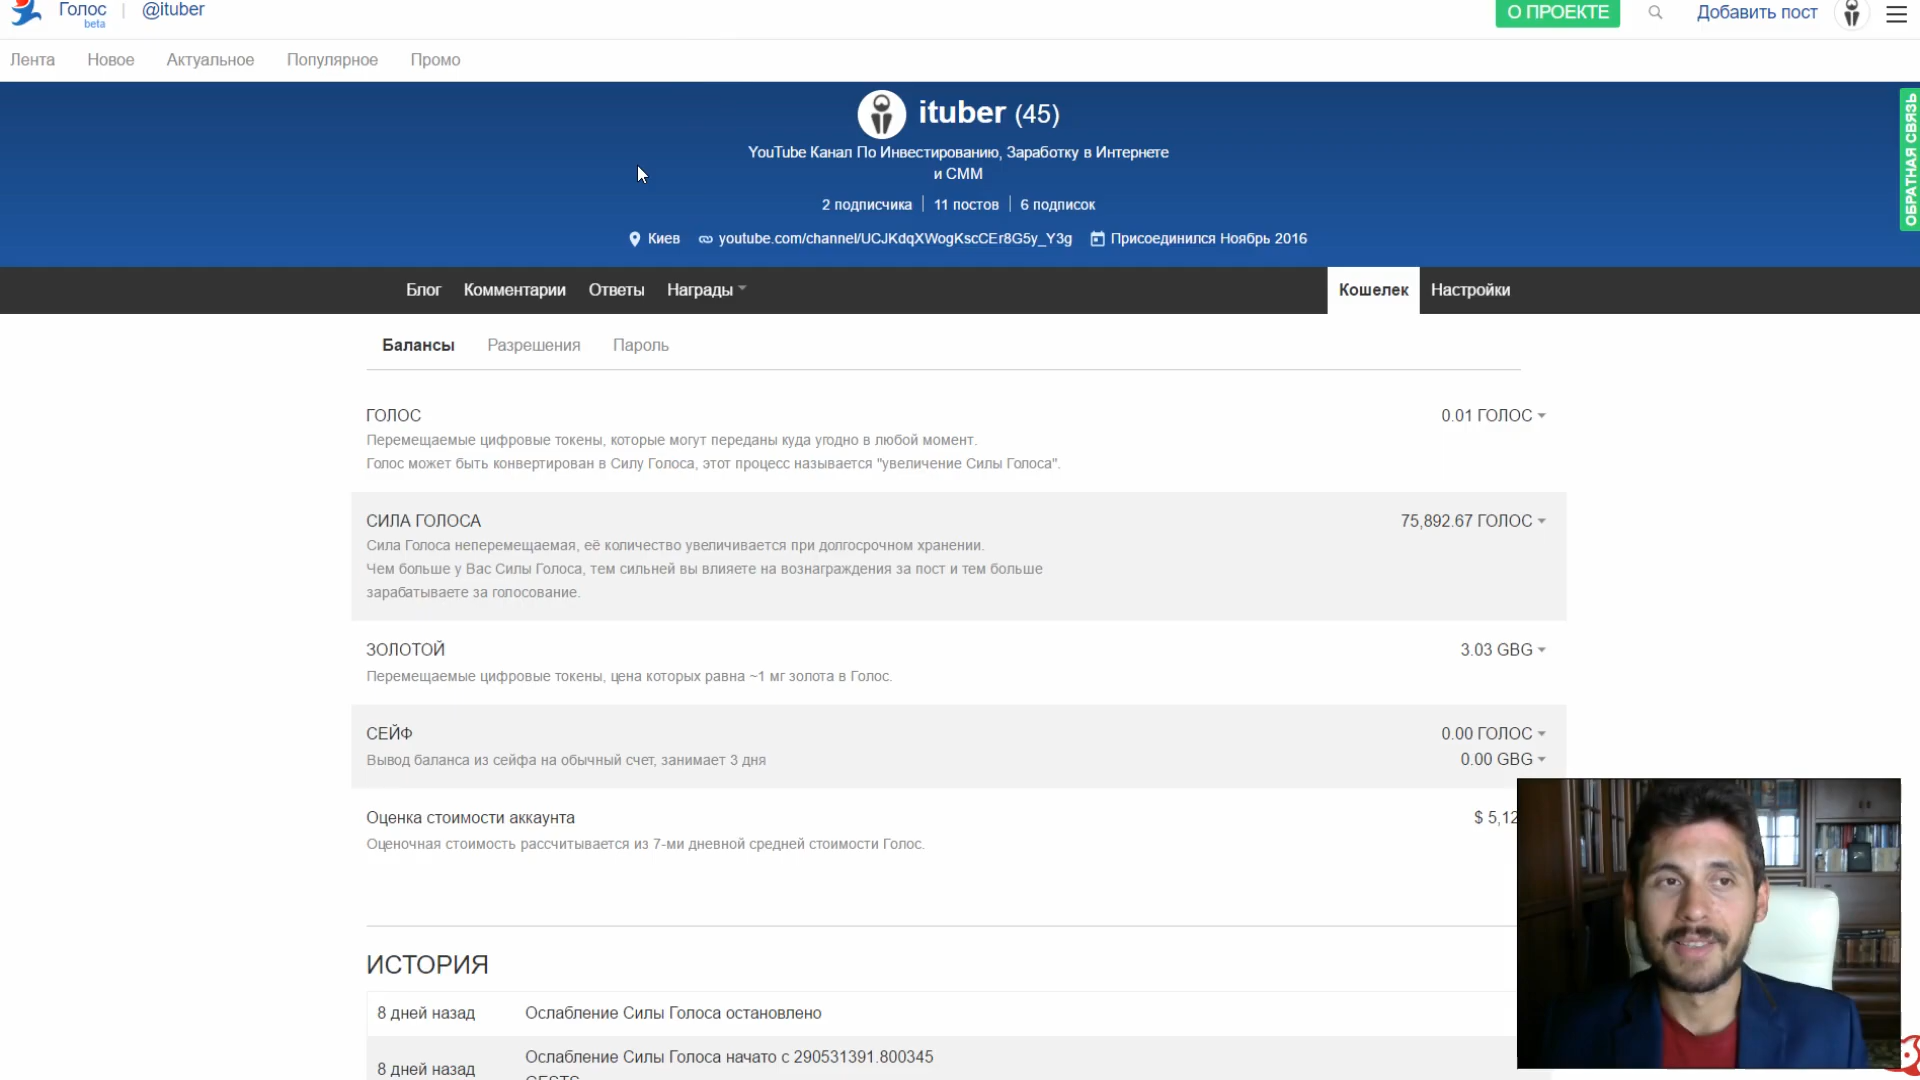 Голос
beta
@ituber
О ПРОЕКТЕ
Добавить пост
Лента
Новое
Актуальное
Популярное
Промо
ituber (45)
YouTube Канал По Инвестированию, Заработку в Интернете
и СММ
2 подписчика
11 постов
6 подписок
Киев
youtube.com/channel/UCJKdqXWogKscCEr8G5y_Y3g
Присоединился Ноябрь 2016
ОБРАТНАЯ СВЯЗЬ
Блог
Комментарии
Ответы
Награды
Кошелек
Настройки
Балансы
Разрешения
Пароль
ГОЛОС
0.01 ГОЛОС
Перемещаемые цифровые токены, которые могут переданы куда угодно в любой момент.
Голос может быть конвертирован в Силу Голоса, этот процесс называется "увеличение Силы Голоса".
СИЛА ГОЛОСА
75,892.67 ГОЛОС
Сила Голоса неперемещаемая, её количество увеличивается при долгосрочном хранении.
Чем больше у Вас Силы Голоса, тем сильней вы влияете на вознаграждения за пост и тем больше
зарабатываете за голосование.
ЗОЛОТОЙ
3.03 GBG
Перемещаемые цифровые токены, цена которых равна ~1 мг золота в Голос.
СЕЙФ
0.00 ГОЛОС
Вывод баланса из сейфа на обычный счет, занимает 3 дня
0.00 GBG
Оценка стоимости аккаунта
$ 5,12
Оценочная стоимость рассчитывается из 7-ми дневной средней стоимости Голос.
ИСТОРИЯ
8 дней назад
Ослабление Силы Голоса остановлено
8 дней назад
Ослабление Силы Голоса начато с 290531391.800345